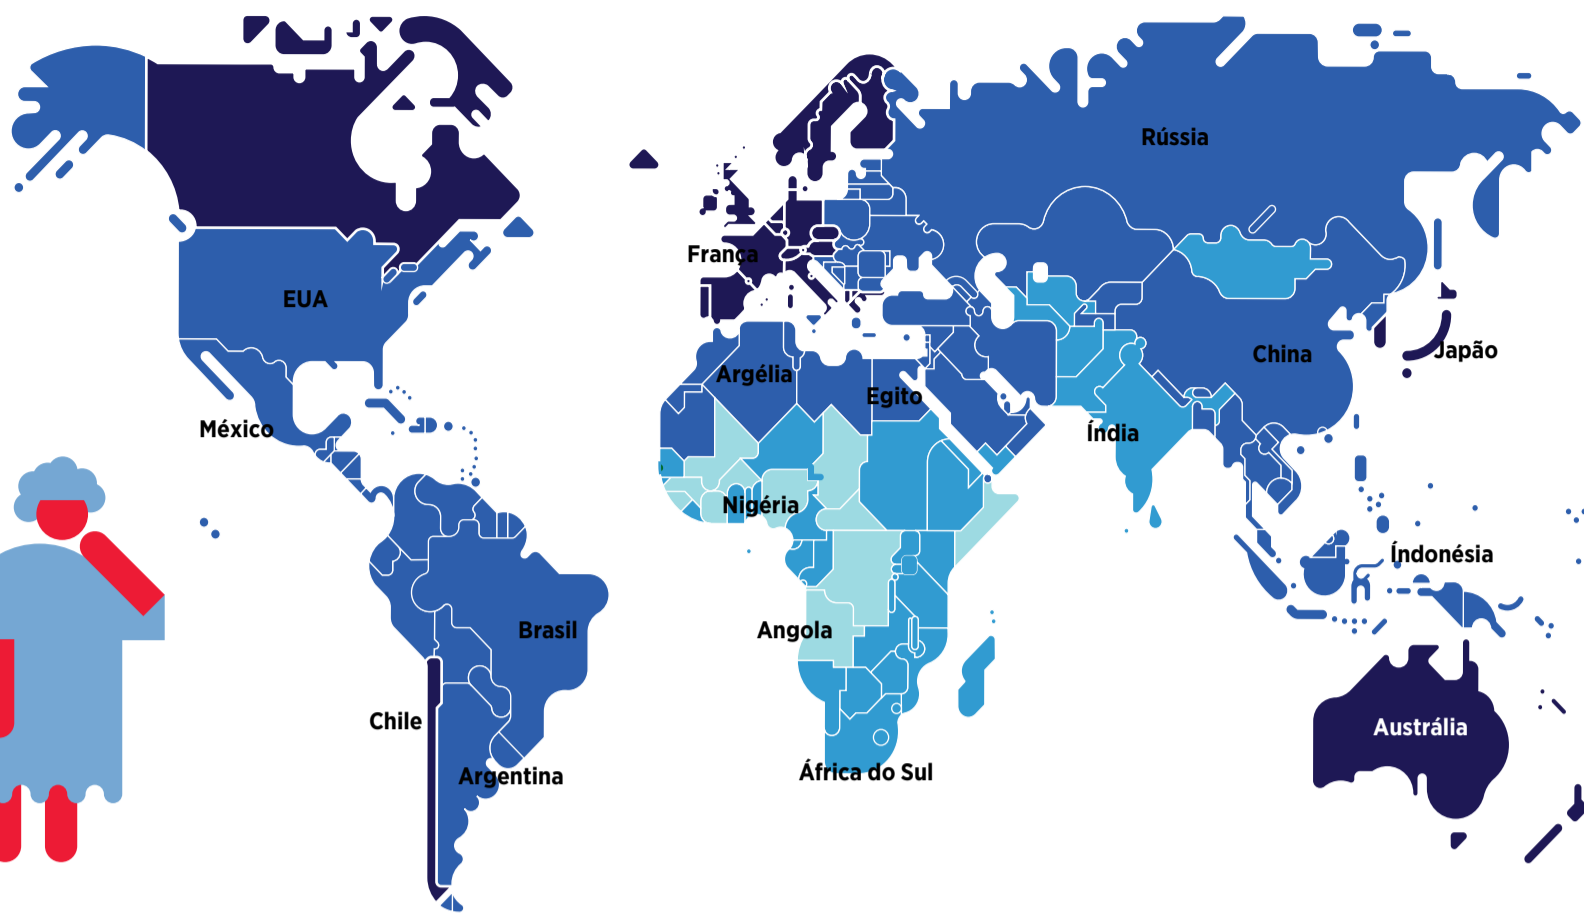 Rússia
França
EUA
China
Japão
Argélia
Egito
México
Índia
Nigéria
Índonésia
Brasil
Angola
Chile
Austrália
Argentina
África do Sul